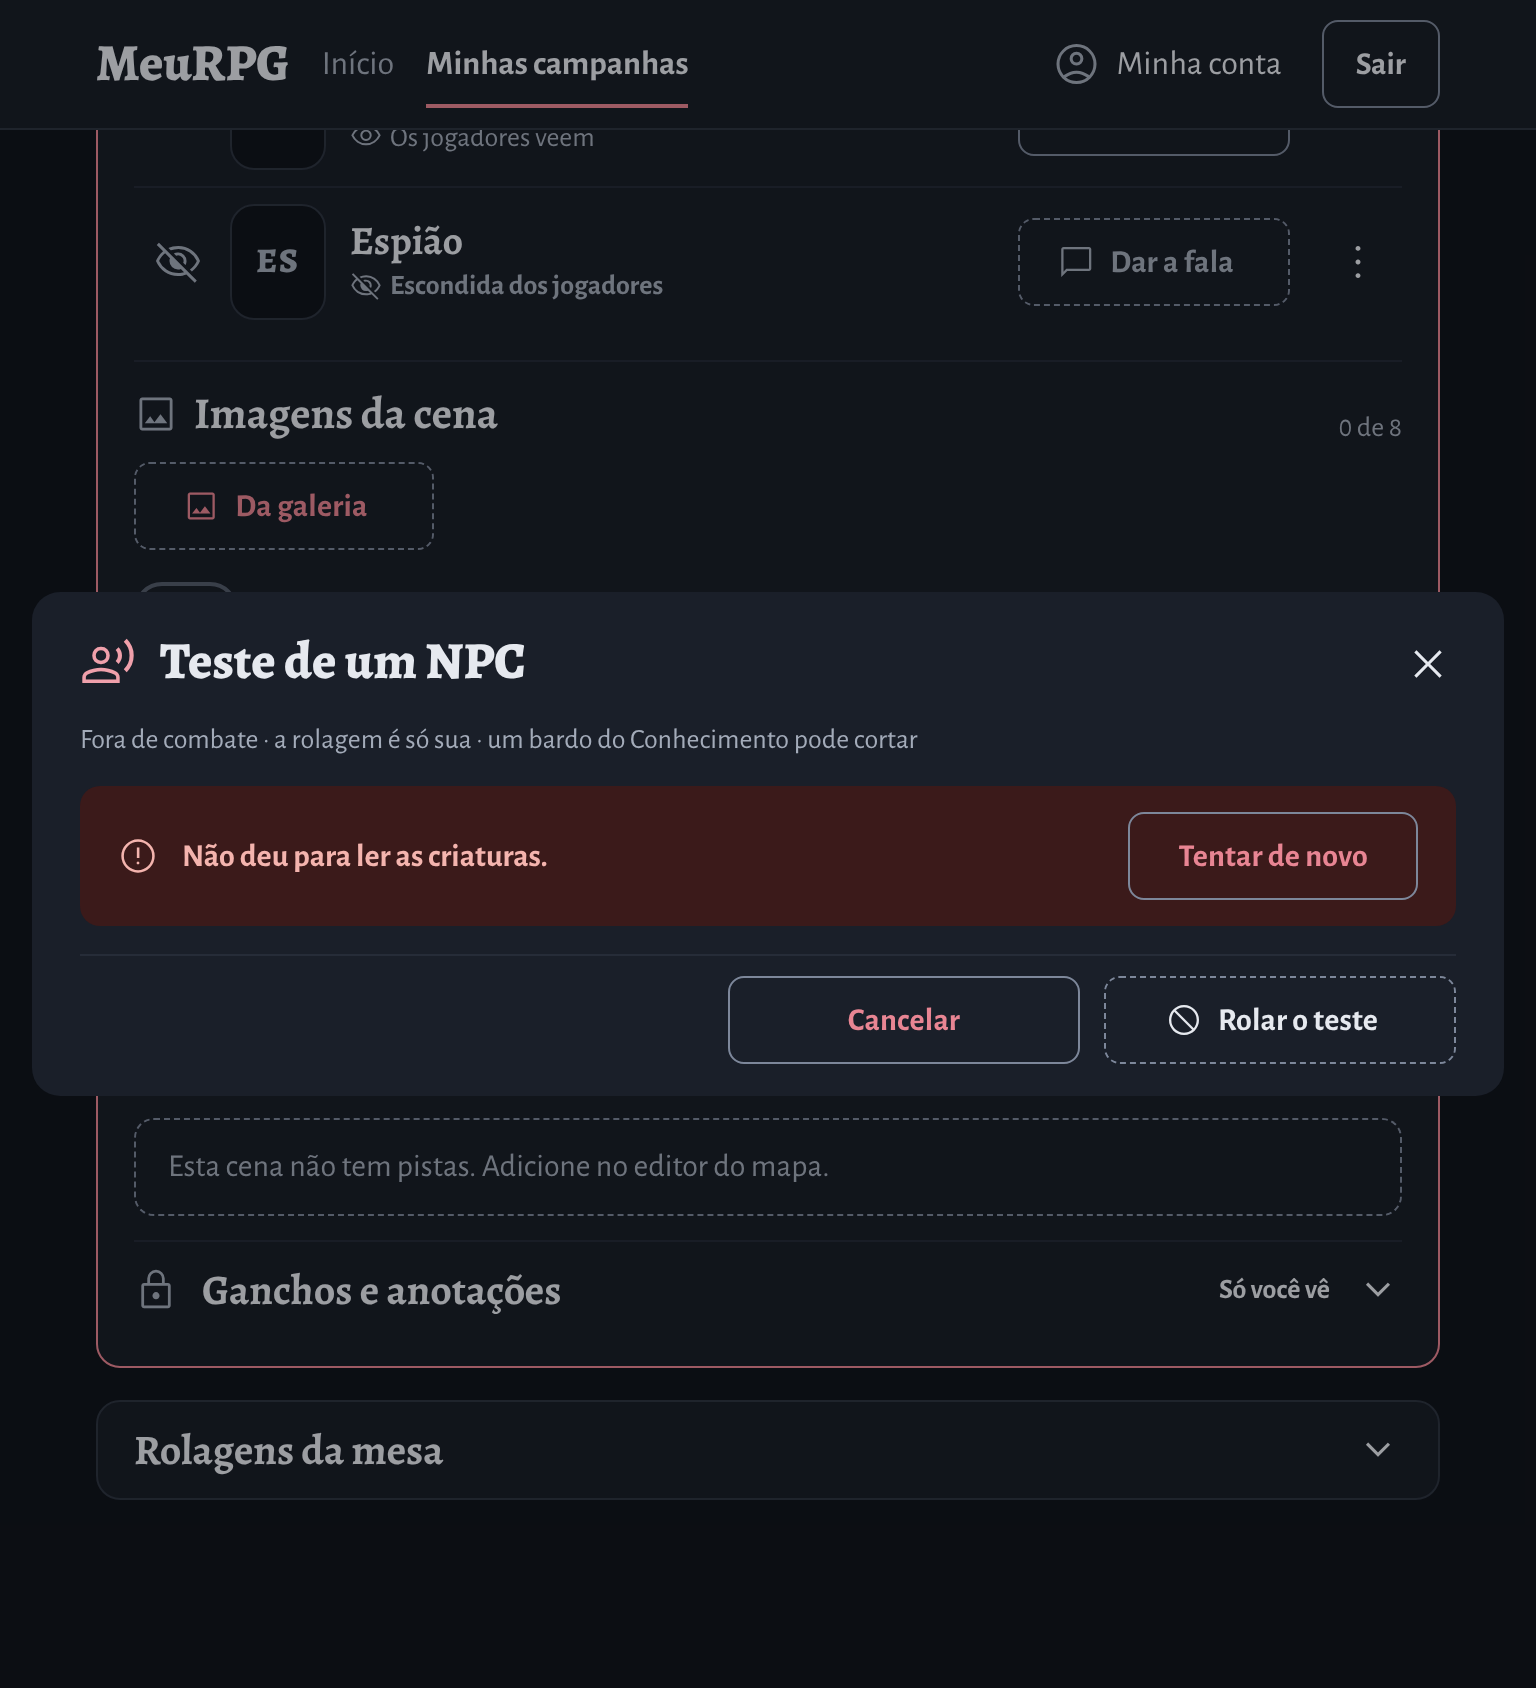 MeuRPG Início Minhas campanhas Minha conta Sair
Os jogadores veem
ES Espião
Escondida dos jogadores
Dar a fala
Imagens da cena
0 de 8
Da galeria
Teste de um NPC
Fora de combate · a rolagem é só sua · um bardo do Conhecimento pode cortar
Não deu para ler as criaturas.
Tentar de novo
Cancelar
Rolar o teste
Esta cena não tem pistas. Adicione no editor do mapa.
Ganchos e anotações
Só você vê
Rolagens da mesa